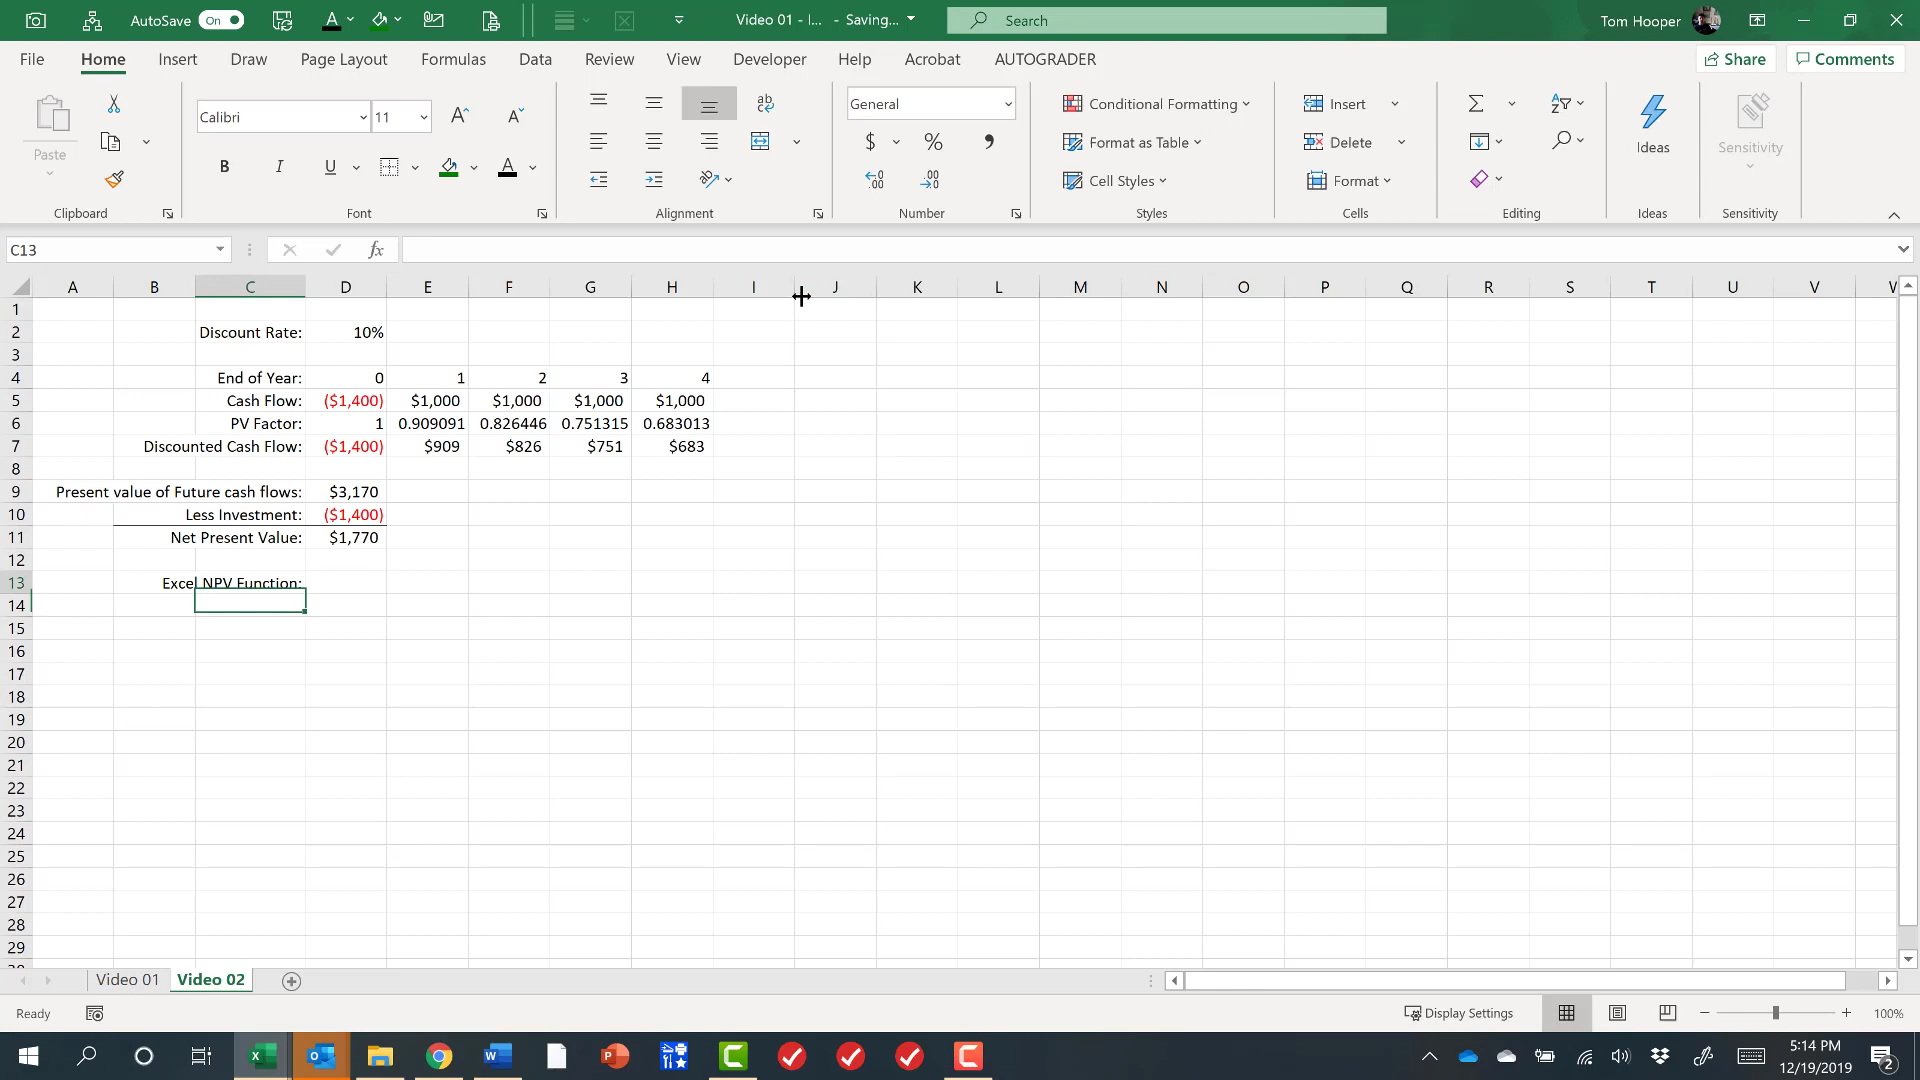 AutoSave On Video 01 - I... - Saving... Search Tom Hooper
File Home Insert Draw Page Layout Formulas Data Review View Developer Help Acrobat AUTOGRADER Share Comments
Paste Calibri 11 General Conditional Formatting Insert Ideas Sensitivity
$ % , Format as Table Delete
B I U Cell Styles Format
Clipboard Font Alignment Number Styles Cells Editing Ideas Sensitivity
C13 fx
A B C D E F G H I J K L M N O P Q R S T U V W
1
2 Discount Rate: 10%
3
4 End of Year: 0 1 2 3 4
5 Cash Flow: ($1,400) $1,000 $1,000 $1,000 $1,000
6 PV Factor: 1 0.909091 0.826446 0.751315 0.683013
7 Discounted Cash Flow: ($1,400) $909 $826 $751 $683
8
9 Present value of Future cash flows: $3,170
10 Less Investment: ($1,400)
11 Net Present Value: $1,770
12
13 Excel NPV Function:
14
15
16
17
18
19
20
21
22
23
24
25
26
27
28
29
Video 01 Video 02
Ready Display Settings 100%
5:14 PM
12/19/2019 2